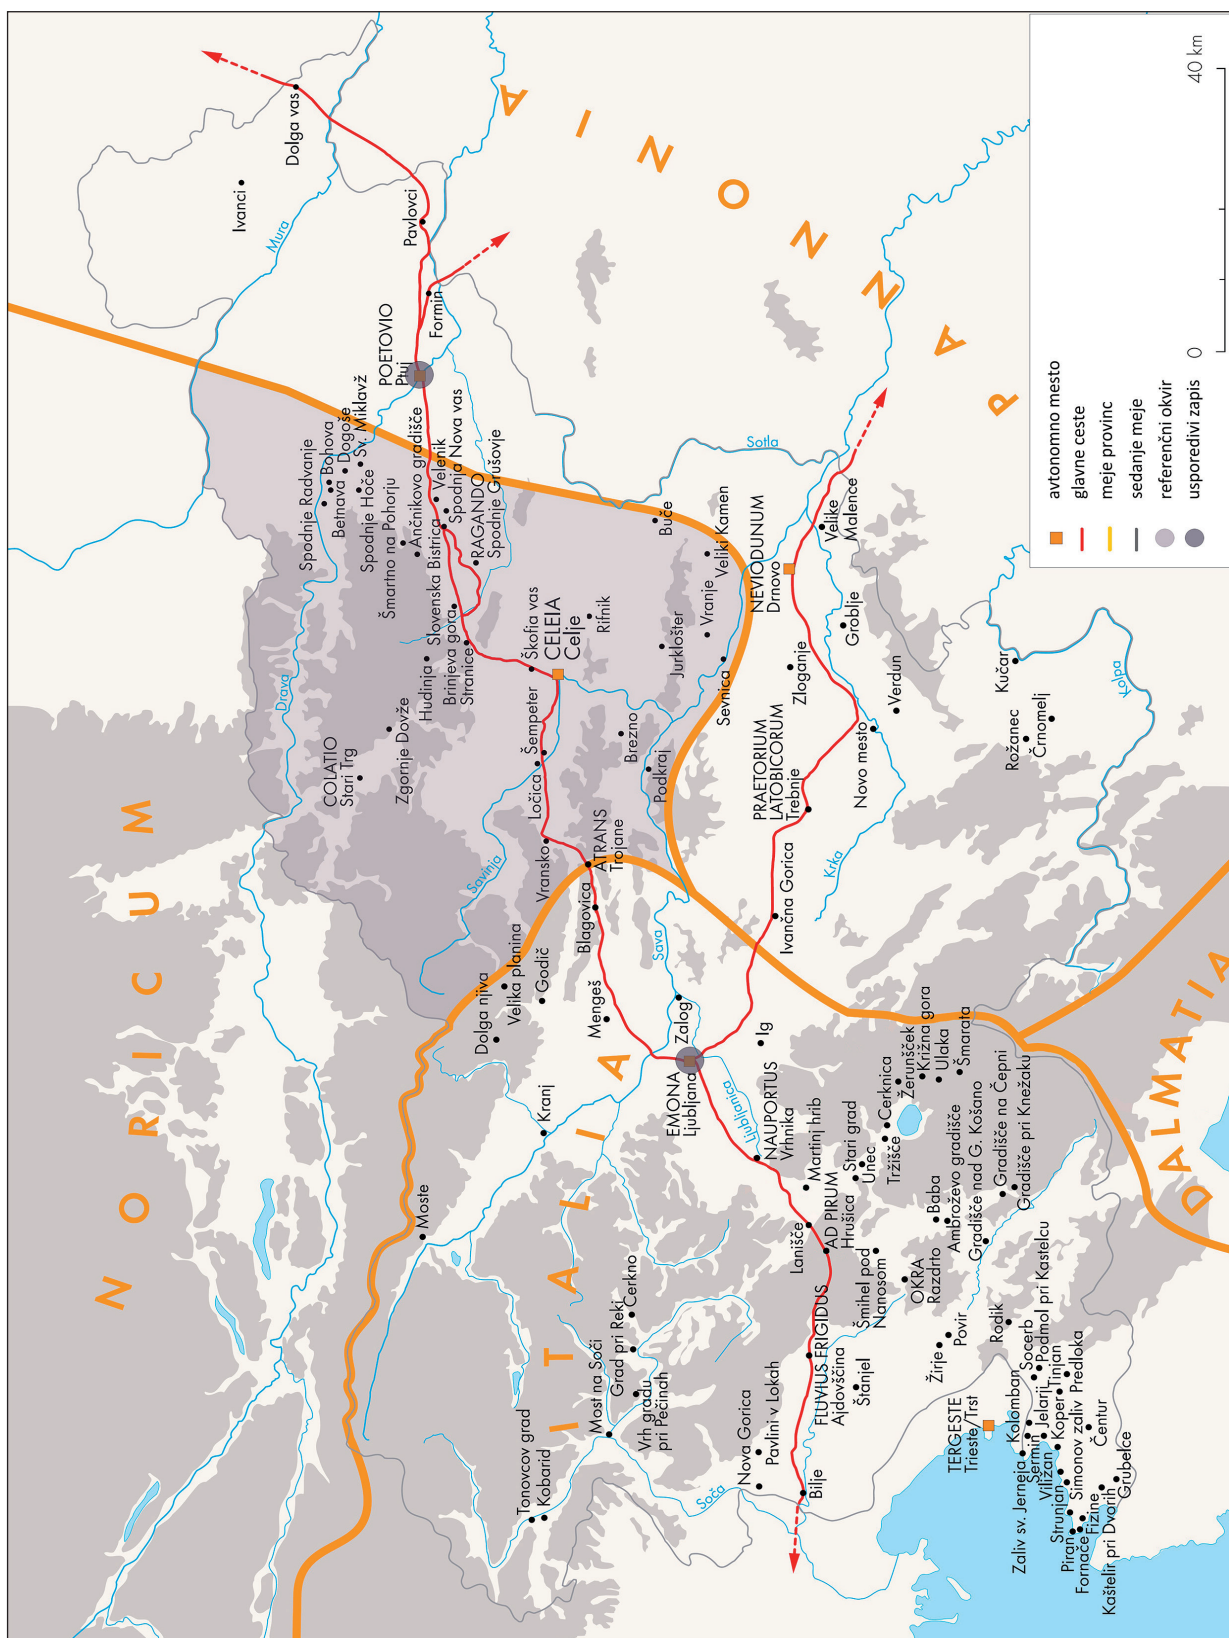 NORICUM
ITALIA
PANNONIA
DALMATIA
Dolga vas
Ivanci
Mura
Pavlovci
Formin
POETOVIO
Ptuj
Spodnje Radvanje
Bohova
Betnava
Dogoše
Sv. Miklavž
Spodnje Hoče
Šmartno na Pohorju
Ančnikovo gradišče
Velenik
Spodnja Nova vas
Slovenska Bistrica
RAGANDO
Spodnje Grušovje
Hudinja
Brinjeva gora
Stranice
Drava
COLATIO
Stari Trg
Zgornje Dovže
Škofia vas
CELEIA
Celje
Rifnik
Šempeter
Ločica
Vransko
Savinja
ATRANS
Trojane
Blagovica
Brezno
Podkraj
Jurklošter
Vranje
Veliki Kamen
Buče
Sevnica
Sotla
NEVIODUNUM
Drnovo
Velike
Malence
Groblje
Zloganje
Verdun
Novo mesto
PRAETORIUM
LATOBICORUM
Trebnje
Krka
Ivančna Gorica
Kučar
Rožanec
Črnomelj
Kolpa
Dolga njiva
Velika planina
Godič
Mengeš
Kranj
Moste
Sava
Zalog
EMONA
Ljubljana
Ig
Ljubljanica
NAUPORTUS
Vrhnika
Martinj hrib
Stari grad
Unec
Tržišče
Cerknica
Žerunšček
Križna gora
Ulaka
Šmarata
Lanišče
AD PIRUM
Hrušica
Šmihel pod
Nanosom
Baba
Ambroževo gradišče
Gradišče nad G. Košano
Gradišče na Čepni
Gradišče pri Knežaku
OKRA
Razdrto
FLUVIUS FRIGIDUS
Ajdovščina
Štanjel
Povir
Žirje
Rodik
Cerkno
Grad pri Reki
Most na Soči
Vrh gradu
pri Pečinah
Tonovcov grad
Kobarid
Soča
Nova Gorica
Pavlini v Lokah
Bilje
TERGESTE
Trieste/Trst
Socerb
Podmol pri Kastelcu
Tinjan
Predloka
Kolomban
Jelarji
Koper
Zaliv sv. Jerneja
Sermin
Viližan
Simonov zaliv
Čentur
Strunjan
Piran
Fornače
Fizine
Grubelce
Kaštelir pri Dvorih
avtonomno mesto
glavne ceste
meje provinc
sedanje meje
referenčni okvir
usporedivi zapis
0
40 km